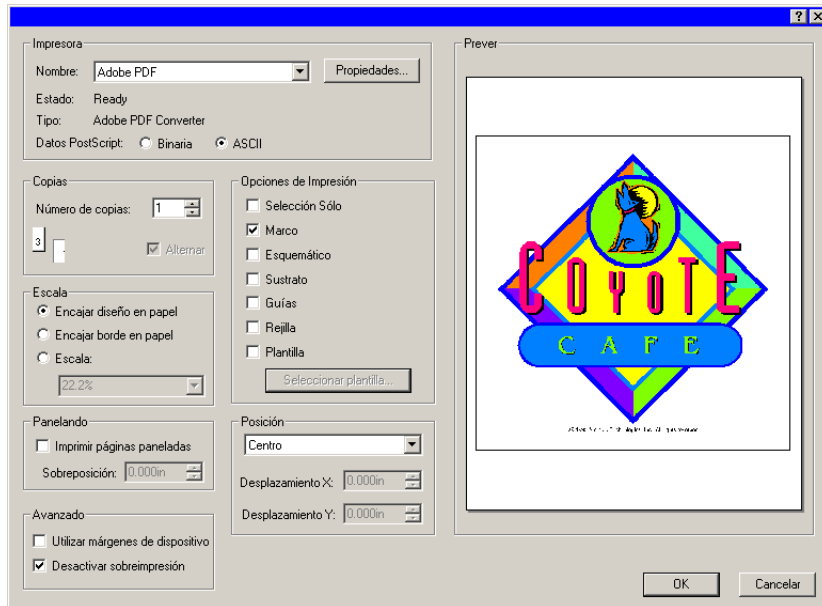 Impresora
Nombre: Adobe PDF Propiedades...
Estado: Ready
Tipo: Adobe PDF Converter
Datos PostScript: Binaria ASCII
Copias
Número de copias: 1
3
Alternar
Escala
Encajar diseño en papel
Encajar borde en papel
Escala:
22.2%
Panelando
Imprimir páginas paneladas
Sobreposición: 0.000in
Avanzado
Utilizar márgenes de dispositivo
Desactivar sobreimpresión
Opciones de Impresión
Selección Sólo
Marco
Esquemático
Sustrato
Guías
Rejilla
Plantilla
Seleccionar plantilla...
Posición
Centro
Desplazamiento X: 0.000in
Desplazamiento Y: 0.000in
Prever
COYOTE
CAFE
OK Cancelar